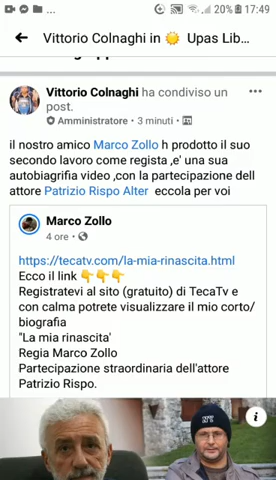 20% 17:49
Vittorio Colnaghi in 🌞 Upas Lib...
Vittorio Colnaghi ha condiviso un
post.
Amministratore · 3 minuti ·
il nostro amico Marco Zollo h prodotto il suo
secondo lavoro come regista ,e' una sua
autobiagrifia video ,con la partecipazione dell
attore Patrizio Rispo Alter eccola per voi
Marco Zollo
4 ore ·
https://tecatv.com/la-mia-rinascita.html
Ecco il link 👇👇👇
Registratevi al sito (gratuito) di TecaTv e
con calma potrete visualizzare il mio corto/
biografia
"La mia rinascita'
Regia Marco Zollo
Partecipazione straordinaria dell'attore
Patrizio Rispo.